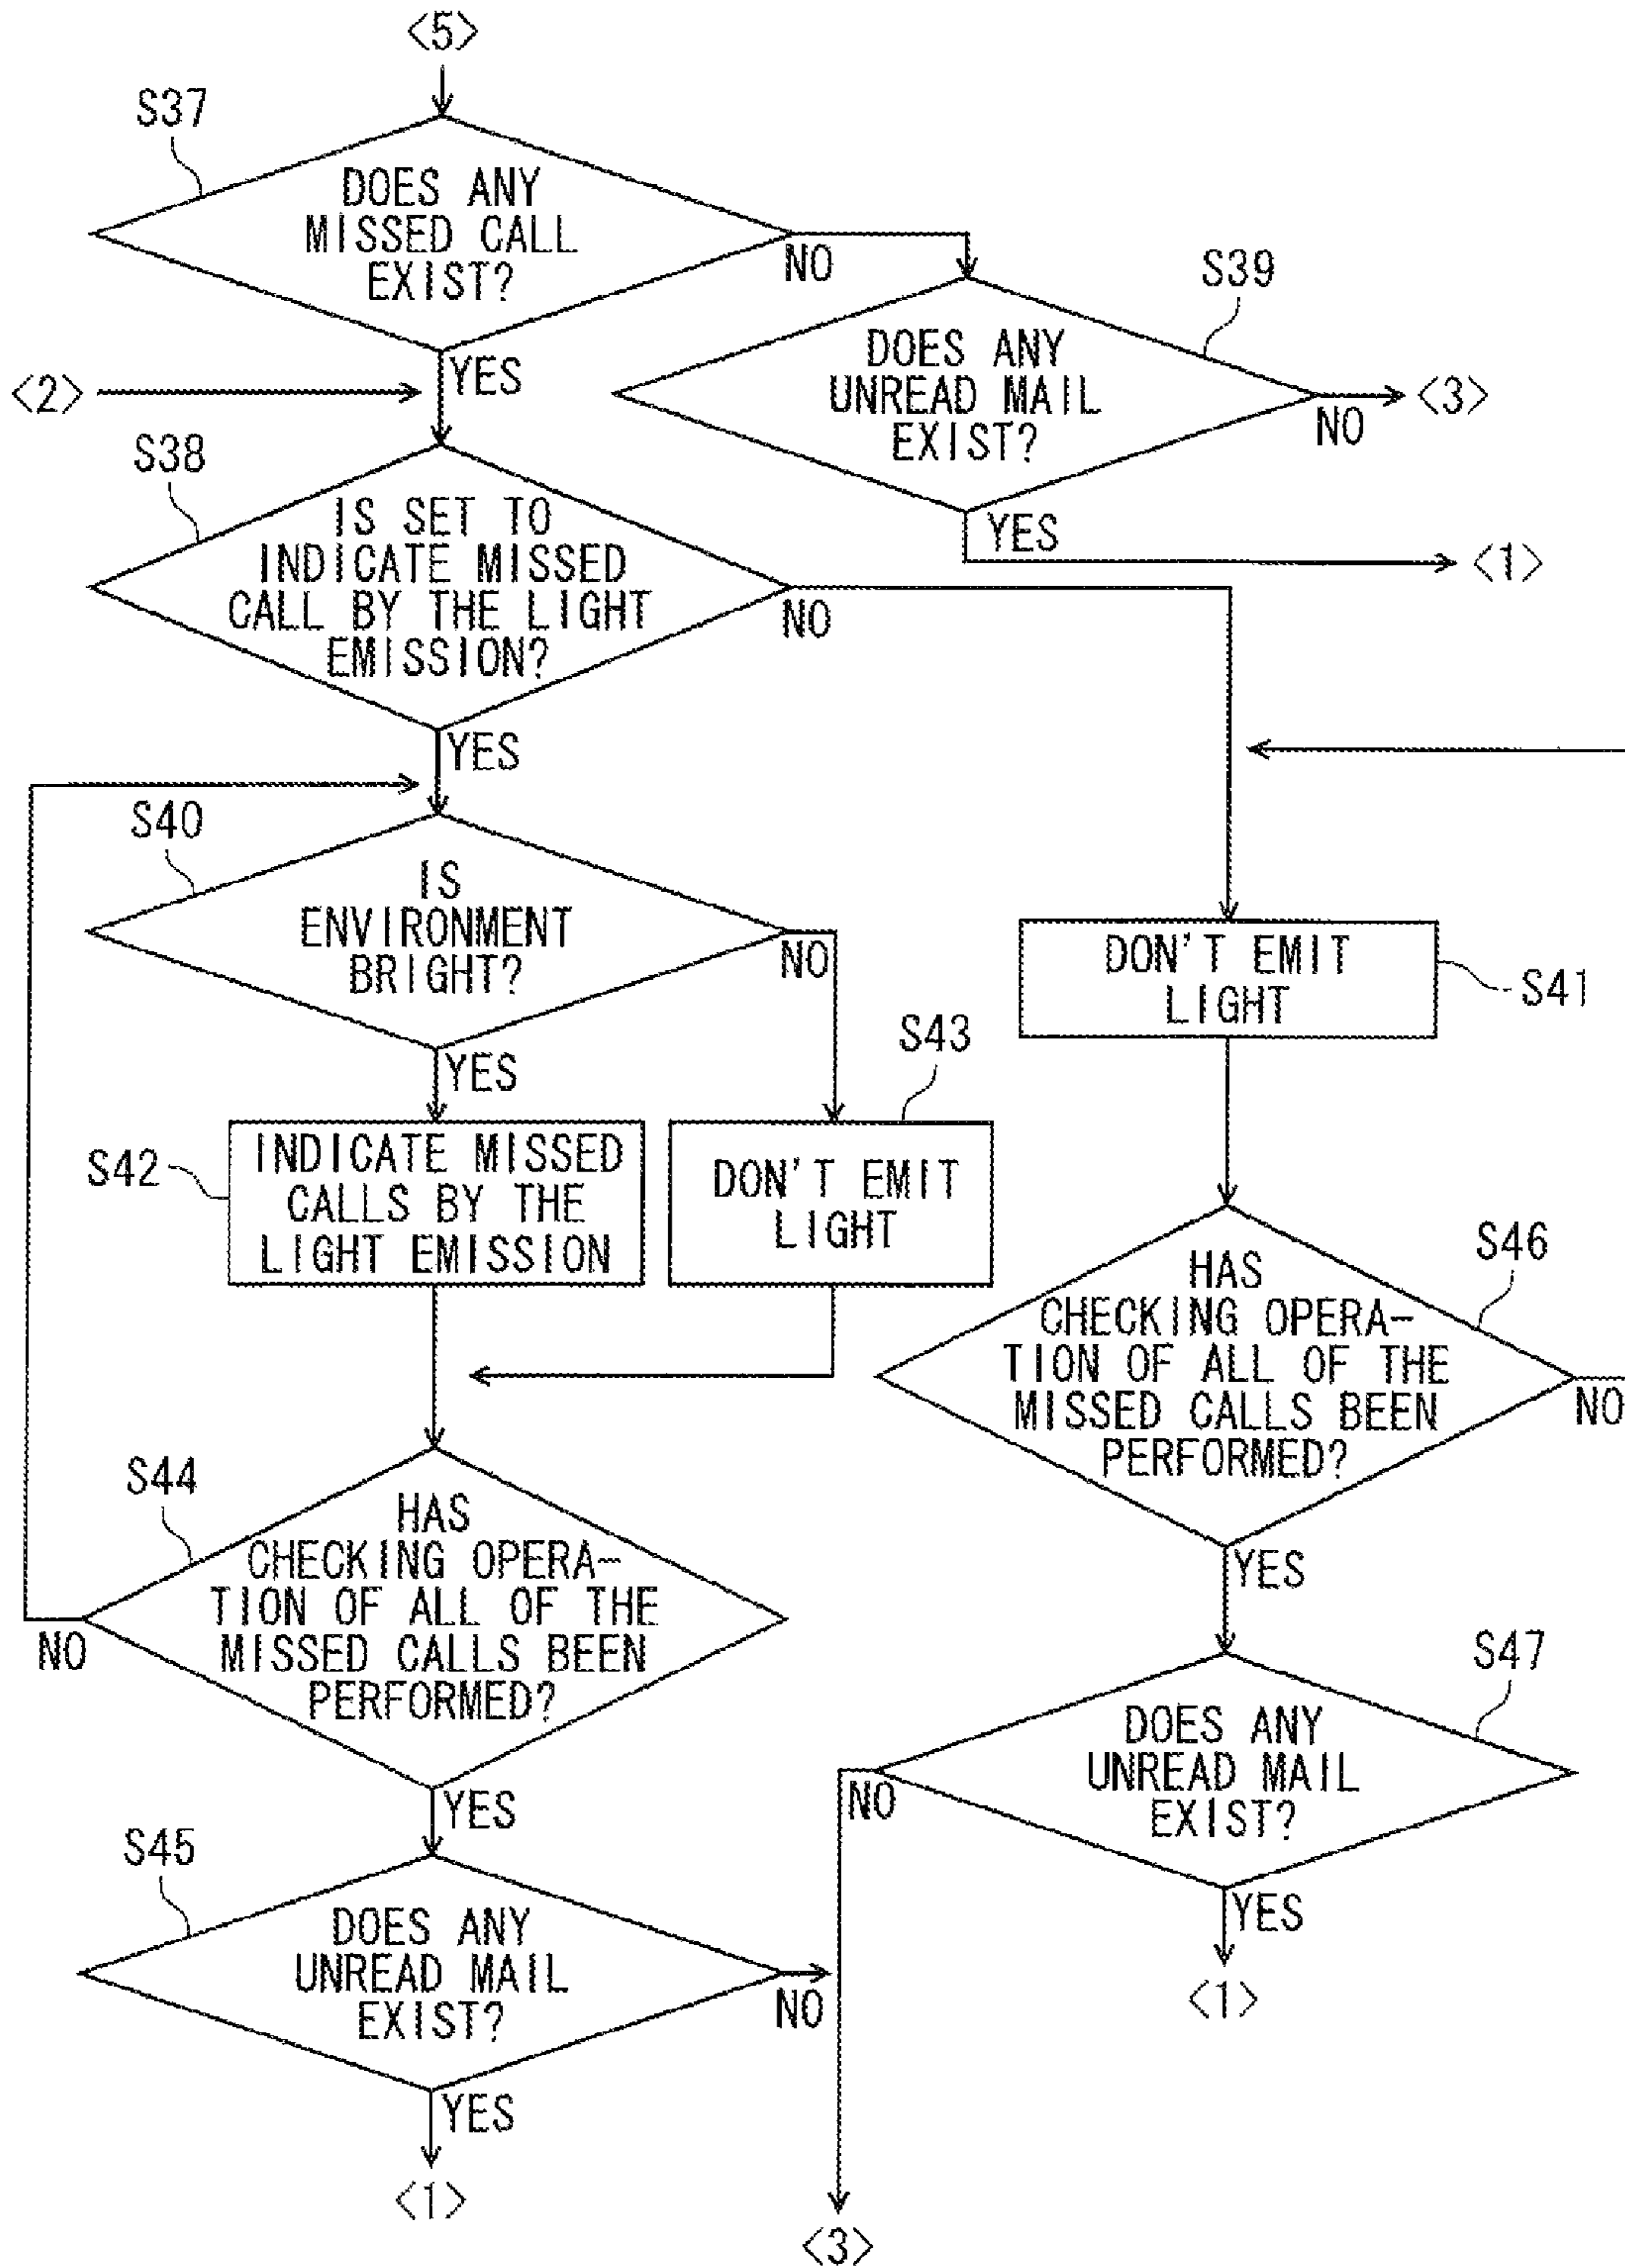 <5>
S37
DOES ANY
MISSED CALL
EXIST?
NO
YES
S39
DOES ANY
UNREAD MAIL
EXIST?
NO
<3>
YES
<1>
<2>
S38
IS SET TO
INDICATE MISSED
CALL BY THE LIGHT
EMISSION?
NO
YES
S40
IS
ENVIRONMENT
BRIGHT?
NO
YES
DON'T EMIT
LIGHT
S41
S43
S42
INDICATE MISSED
CALLS BY THE
LIGHT EMISSION
DON'T EMIT
LIGHT
S46
HAS
CHECKING OPERA-
TION OF ALL OF THE
MISSED CALLS BEEN
PERFORMED?
NO
YES
S44
HAS
CHECKING OPERA-
TION OF ALL OF THE
MISSED CALLS BEEN
PERFORMED?
NO
YES
S47
DOES ANY
UNREAD MAIL
EXIST?
NO
YES
<1>
S45
DOES ANY
UNREAD MAIL
EXIST?
NO
YES
<1>
<3>